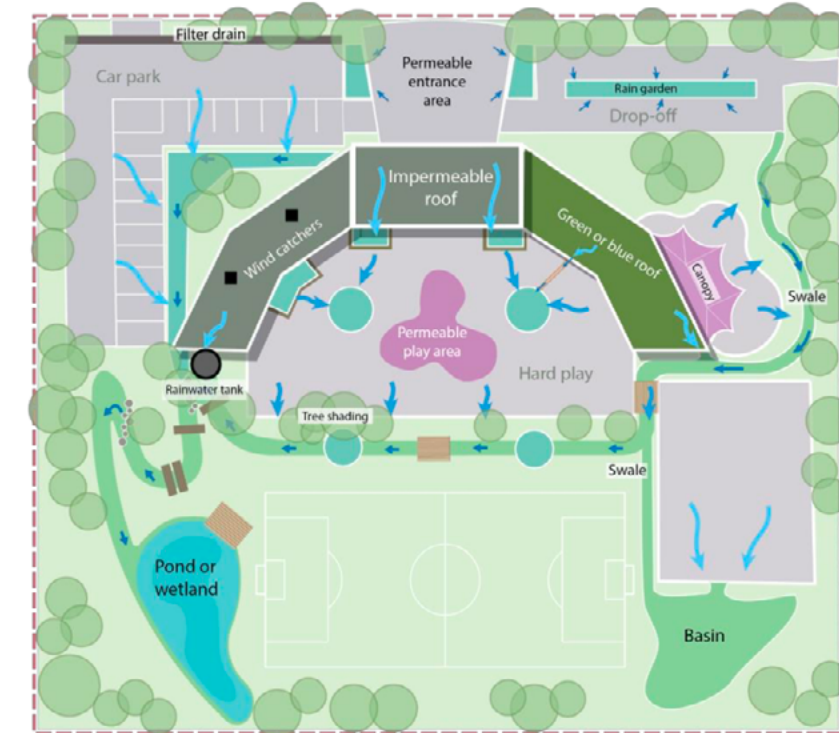 Filter drain
Car park
Permeable
entrance
area
Rain garden
Drop-off
Impermeable
roof
Wind catchers
Green or blue roof
Canopy
Swale
Permeable
play area
Hard play
Rainwater tank
Tree shading
Swale
Pond or
wetland
Basin